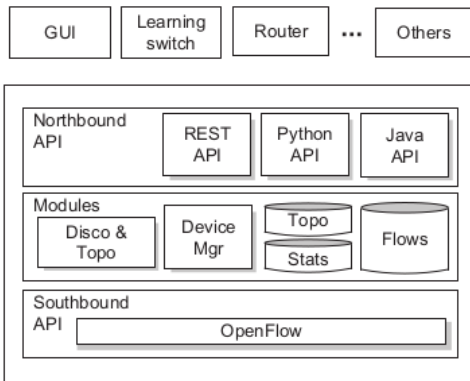 GUI
Learning
switch
Router
...
Others
Northbound
API
REST
API
Python
API
Java
API
Modules
Disco &
Topo
Device
Mgr
Topo
Stats
Flows
Southbound
API
OpenFlow